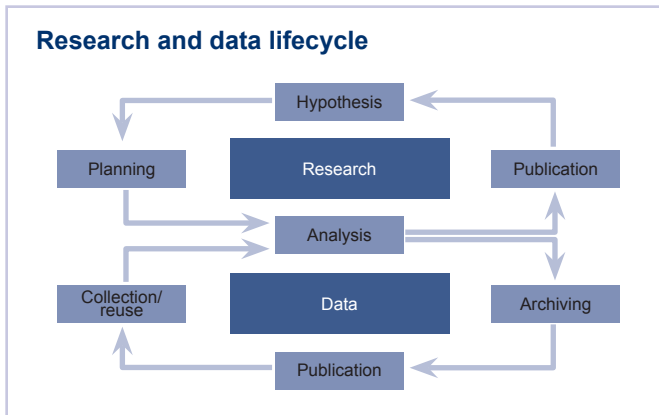 Research and data lifecycle
Hypothesis
Planning
Research
Publication
Analysis
Collection/
reuse
Data
Archiving
Publication